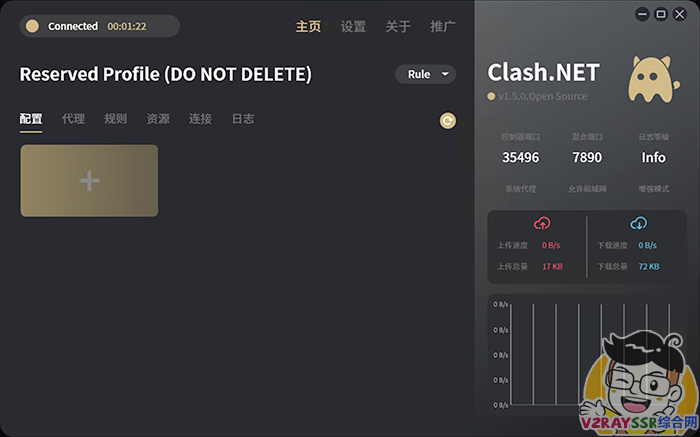 Connected 00:01:22
主页 设置 关于 推广
Reserved Profile (DO NOT DELETE)
Rule
配置 代理 规则 资源 连接 日志
Clash.NET
v1.5.0.Open Source
控制器端口 混合端口 日志等级
35496 7890 Info
系统代理 允许局域网 增强模式
上传速度 0 B/s 下载速度 0 B/s
上传总量 17 KB 下载总量 72 KB
0 B/s
0 B/s
0 B/s
0 B/s
0 B/s
V2RAYSSR综合网